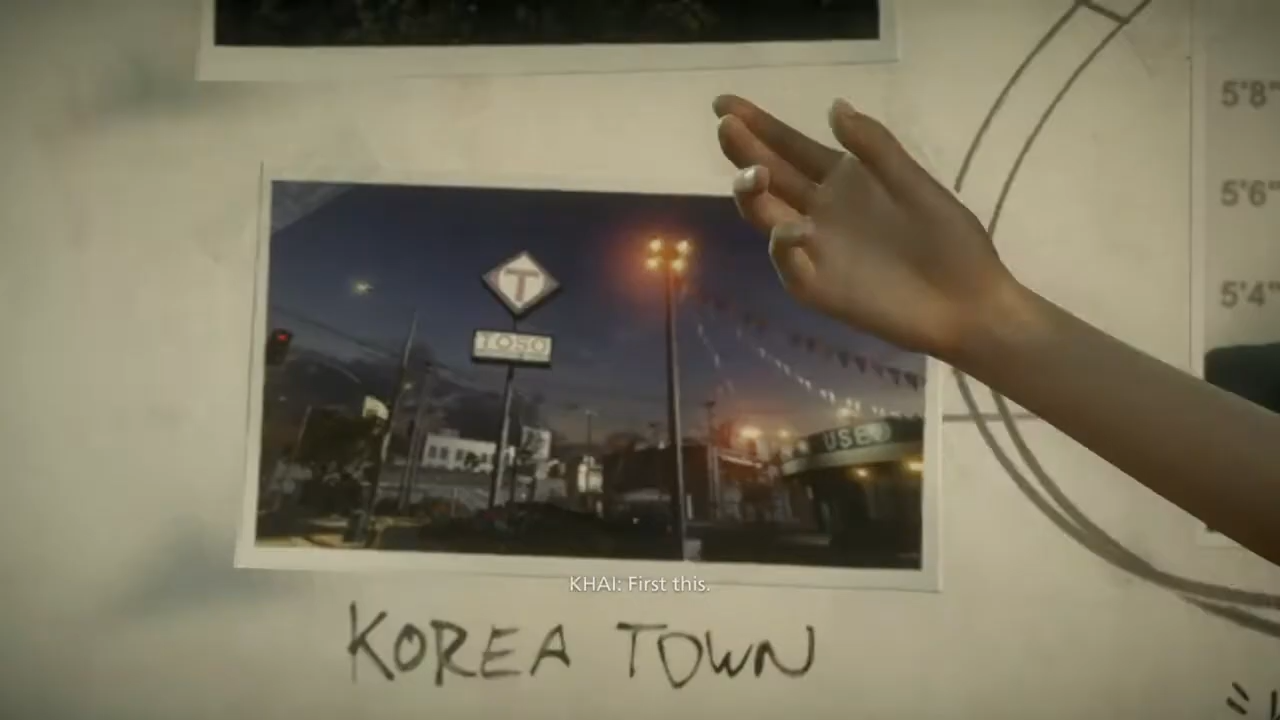 5'8"
5'6"
T
5'4"
TOSO
USED
KHAI: First this.
KOREA TOWN